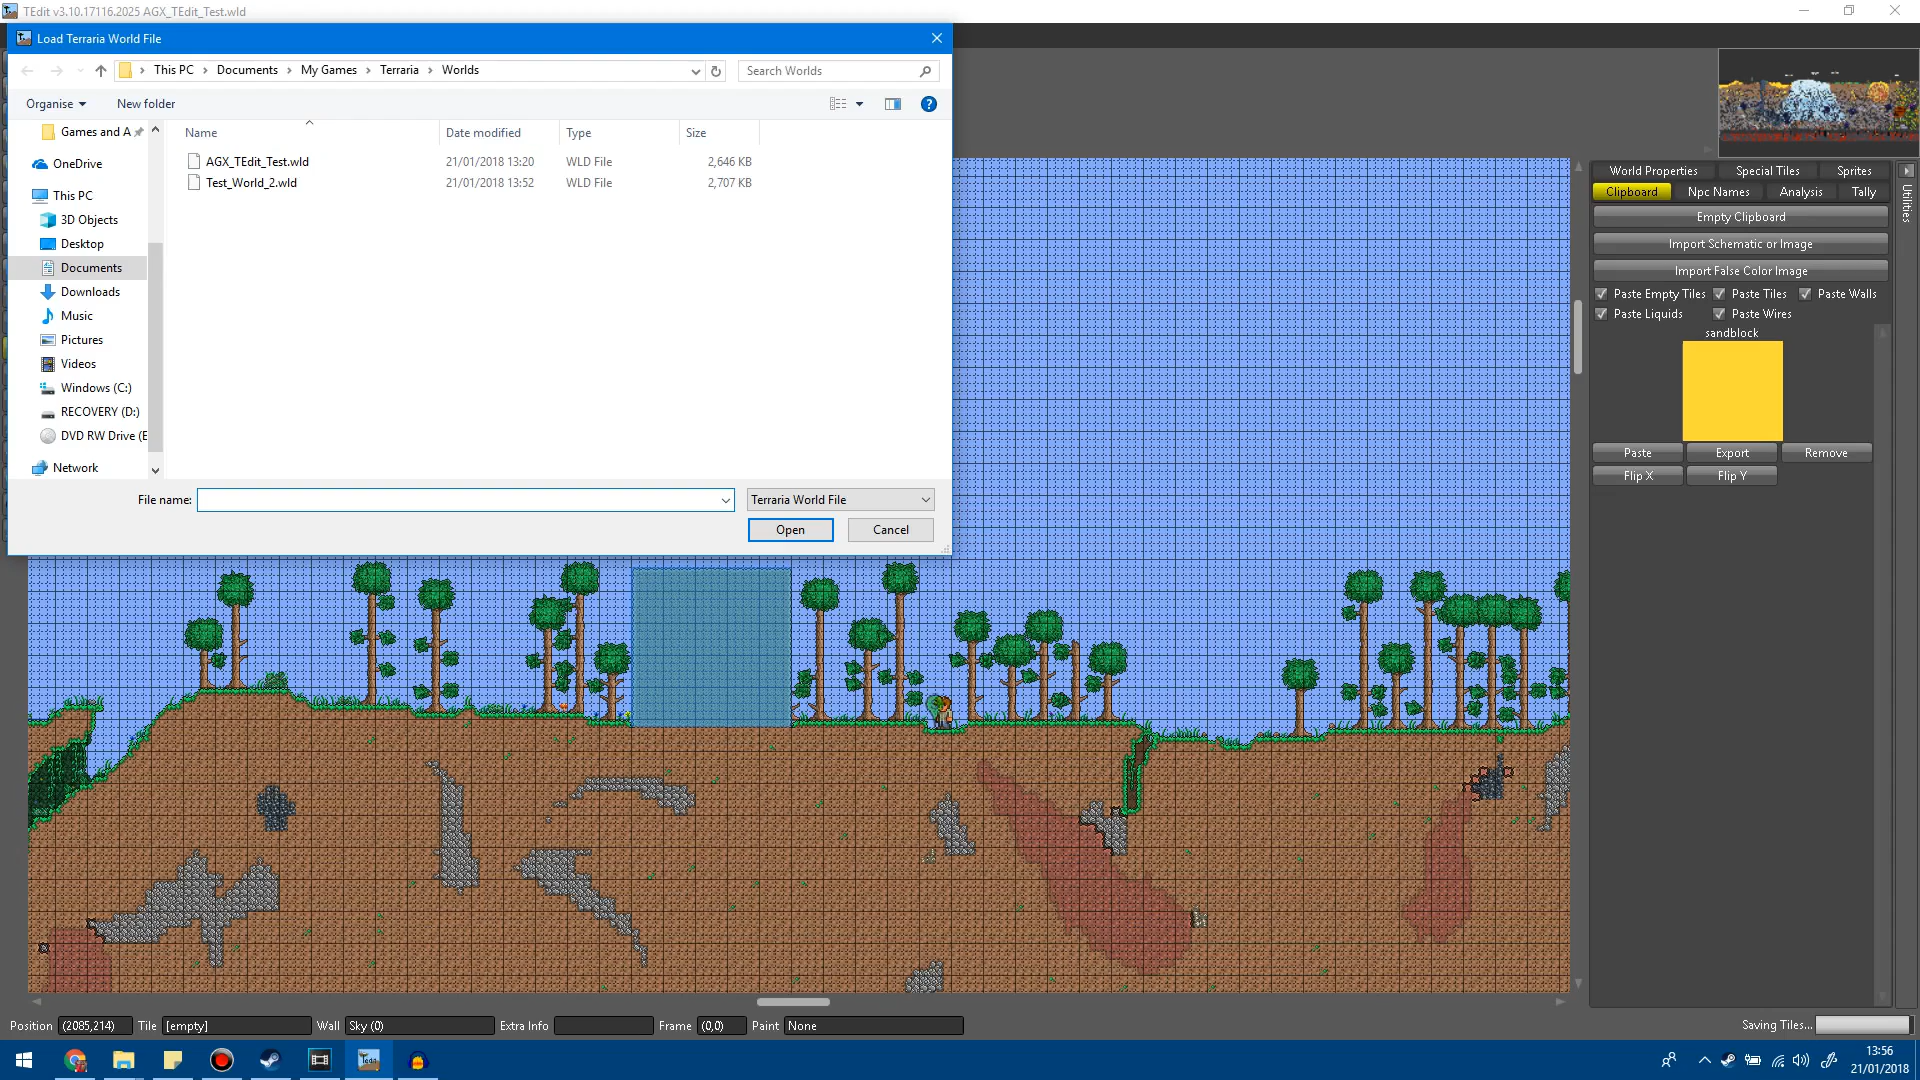 TEdit v3.10.17116.2025 AGX_TEdit_Test.wld
Load Terraria World File
This PC > Documents > My Games > Terraria > Worlds
Search Worlds
Organise
New folder
Games and A
OneDrive
This PC
3D Objects
Desktop
Documents
Downloads
Music
Pictures
Videos
Windows (C:)
RECOVERY (D:)
DVD RW Drive (E
Network
Name Date modified Type Size
AGX_TEdit_Test.wld 21/01/2018 13:20 WLD File 2,646 KB
Test_World_2.wld 21/01/2018 13:52 WLD File 2,707 KB
File name:
Terraria World File
Open Cancel
World Properties Special Tiles Sprites
Clipboard Npc Names Analysis Tally
Utilities
Empty Clipboard
Import Schematic or Image
Import False Color Image
Paste Empty Tiles Paste Tiles Paste Walls
Paste Liquids Paste Wires
sandblock
Paste Export Remove
Flip X Flip Y
Position (2085,214) Tile [empty] Wall Sky (0) Extra Info Frame (0,0) Paint None
Saving Tiles...
13:56
21/01/2018